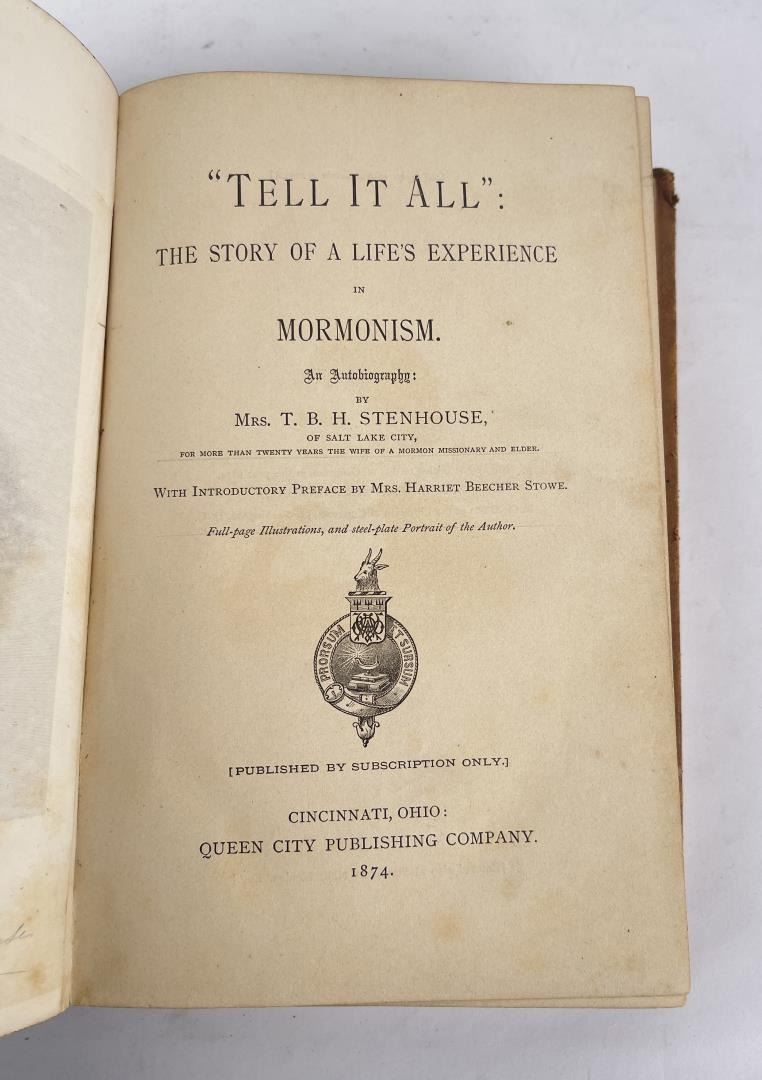 “TELL IT ALL”:
THE STORY OF A LIFE'S EXPERIENCE
IN
MORMONISM.
An Autobiography:
BY
MRS. T. B. H. STENHOUSE,
OF SALT LAKE CITY,
FOR MORE THAN TWENTY YEARS THE WIFE OF A MORMON MISSIONARY AND ELDER.
WITH INTRODUCTORY PREFACE BY MRS. HARRIET BEECHER STOWE.
Full-page Illustrations, and steel-plate Portrait of the Author.
PRORSUM ET SURSUM
[PUBLISHED BY SUBSCRIPTION ONLY.]
CINCINNATI, OHIO:
QUEEN CITY PUBLISHING COMPANY.
1874.